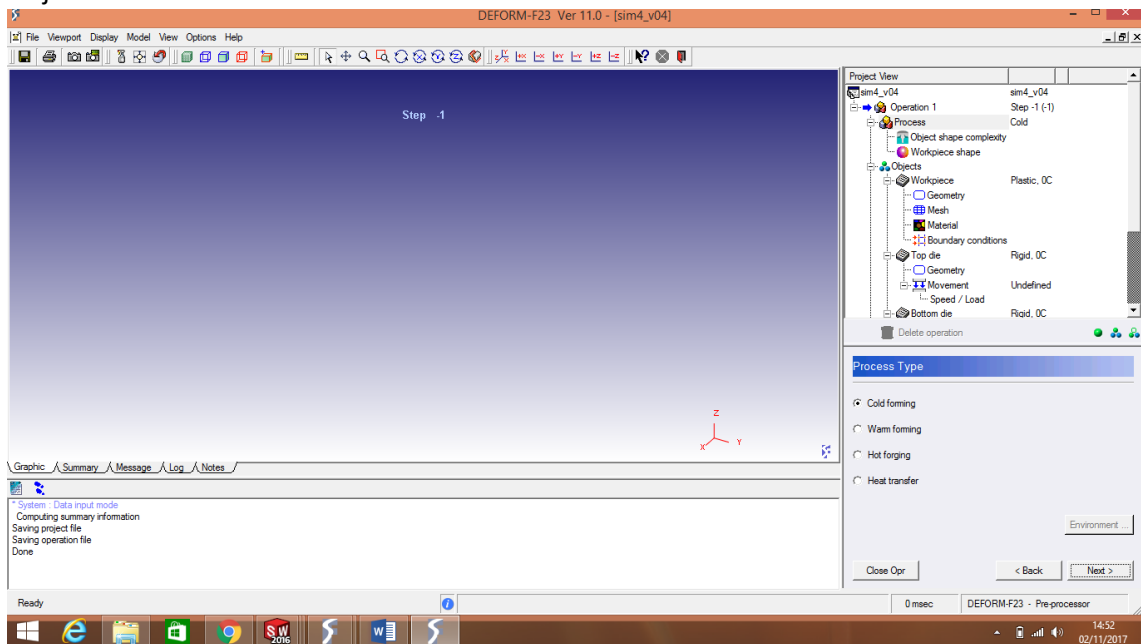 DEFORM-F23 Ver 11.0 - [sim4_v04]
File Viewport Display Model View Options Help
Step -1
Z
X Y
Project View
sim4_v04 sim4_v04
Operation 1 Step -1 (-1)
Process Cold
Object shape complexity
Workpiece shape
Objects
Workpiece Plastic, 0C
Geometry
Mesh
Material
Boundary conditions
Top die Rigid, 0C
Geometry
Movement Undefined
Speed / Load
Bottom die Rigid, 0C
Delete operation
Process Type
Cold forming
Warm forming
Hot forging
Heat transfer
Environment ...
Close Opr < Back Next >
Graphic Summary Message Log Notes
* System : Data input mode
Computing summary information
Saving project file
Saving operation file
Done
Ready 0 msec DEFORM-F23 - Pre-processor
SW 2016
14:52
02/11/2017